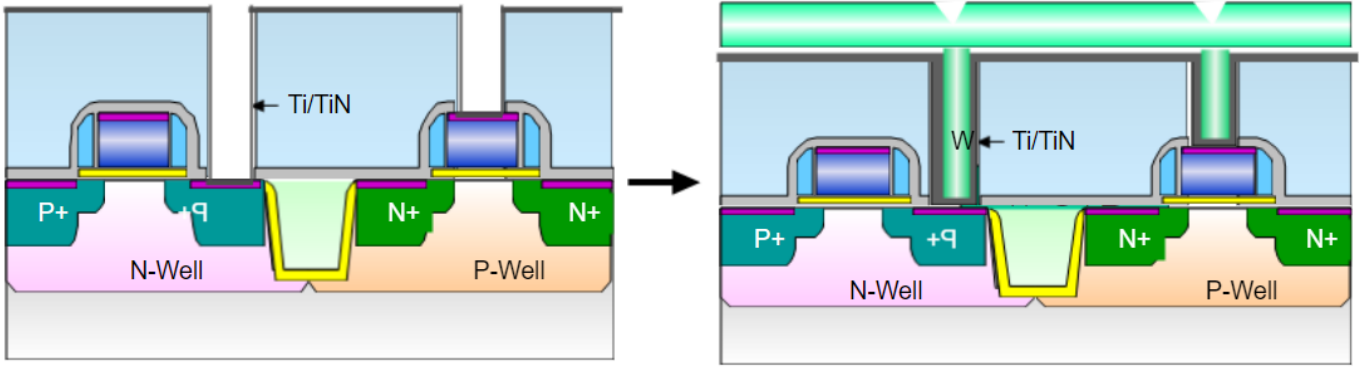 Ti/TiN
P+
P+
N+
N+
N-Well
P-Well
W
Ti/TiN
P+
P+
N+
N+
N-Well
P-Well